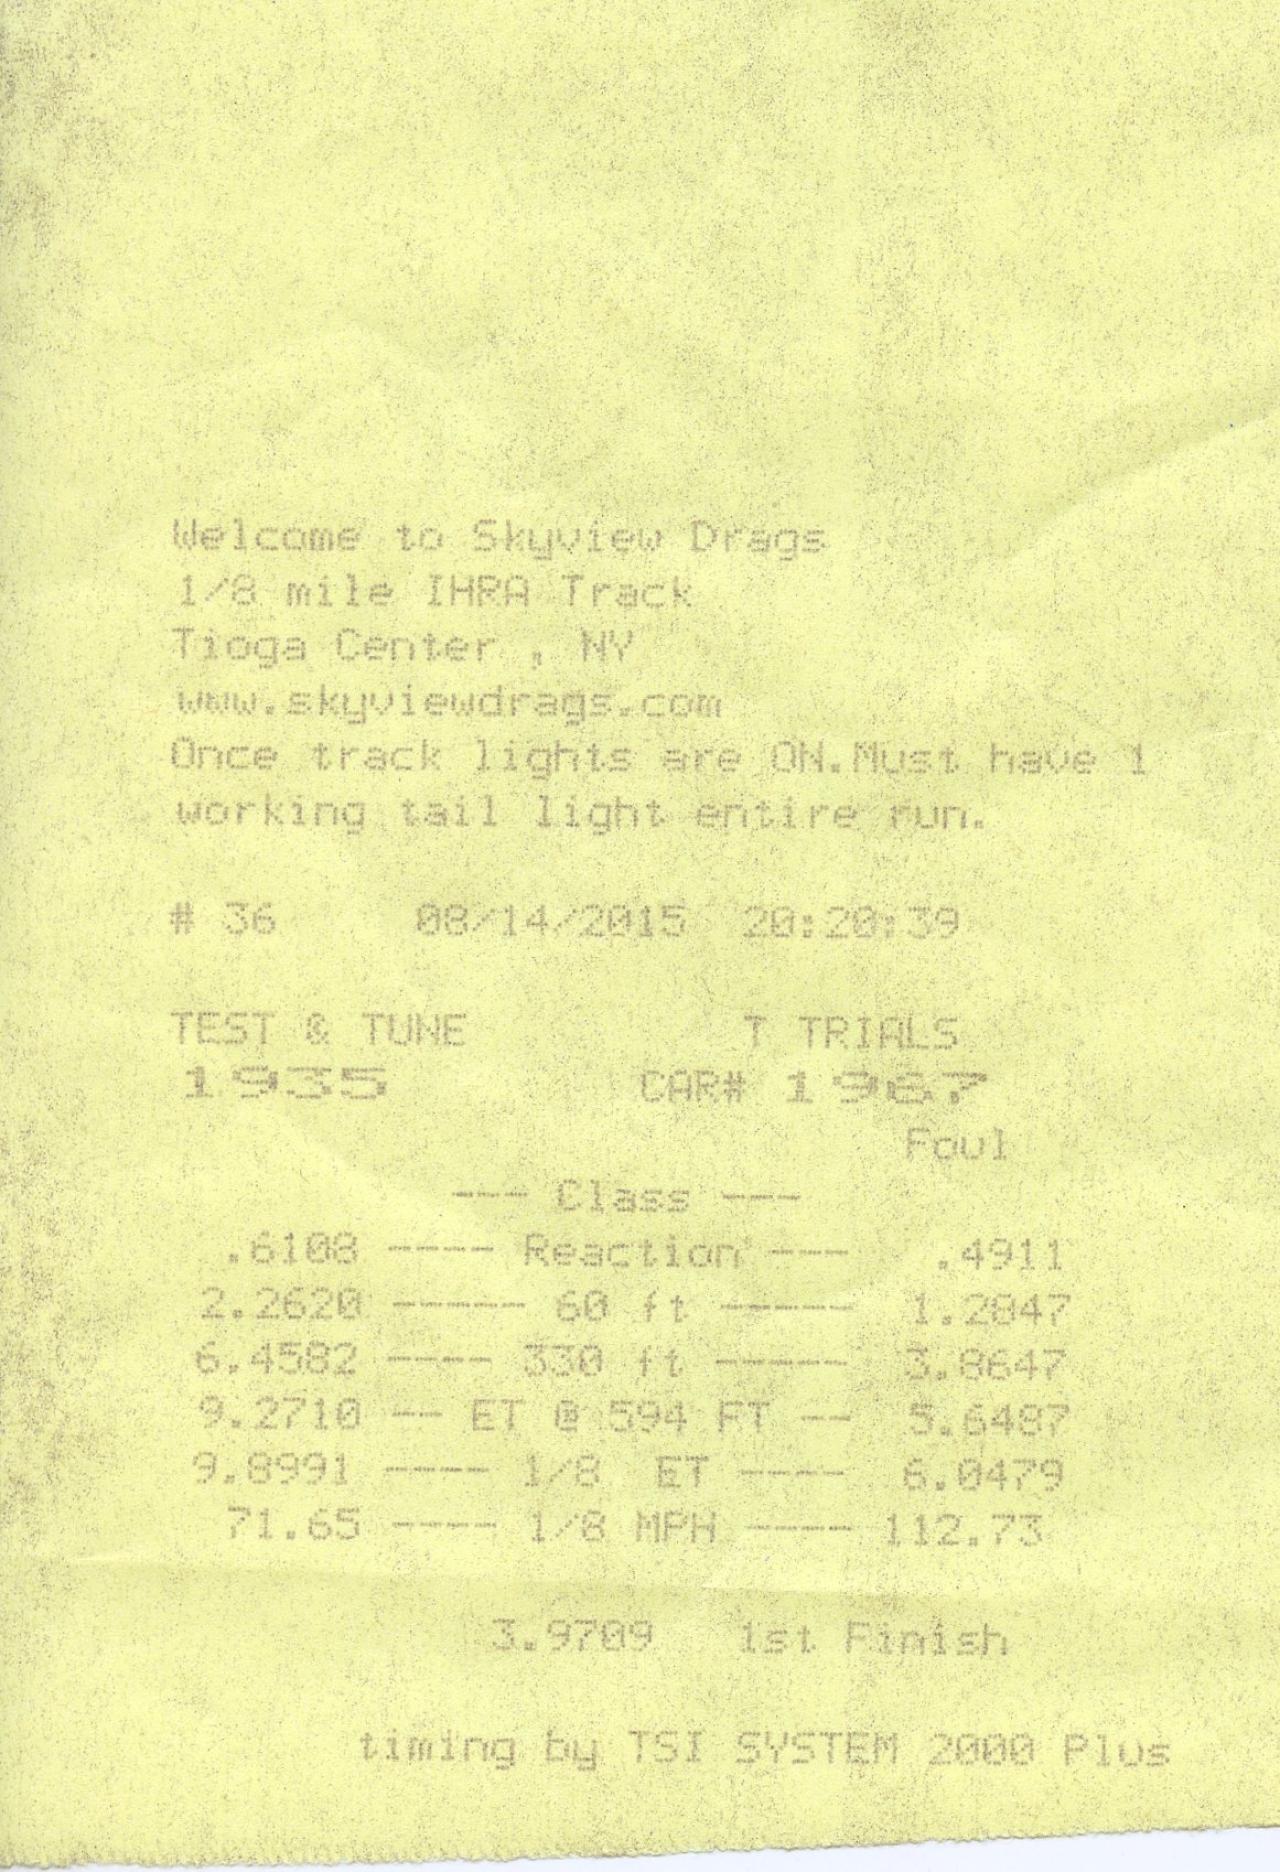 Welcome to Skyview Drags
1/8 mile IHRA Track
Tioga Center , NY
www.skyviewdrags.com
Once track lights are ON.Must have 1
working tail light entire run.
# 36 08/14/2015 20:20:39
TEST & TUNE T TRIALS
1935 CAR# 1967
Foul
--- Class ---
.6108 ---- Reaction --- .4911
2.2620 ----- 60 ft ----- 1.2847
6.4582 ---- 330 ft ----- 3.8647
9.2710 -- ET @ 594 FT -- 5.6487
9.8991 ---- 1/8 ET ---- 6.0479
71.65 ---- 1/8 MPH ---- 112.73
3.9709 1st Finish
timing by TSI SYSTEM 2000 Plus